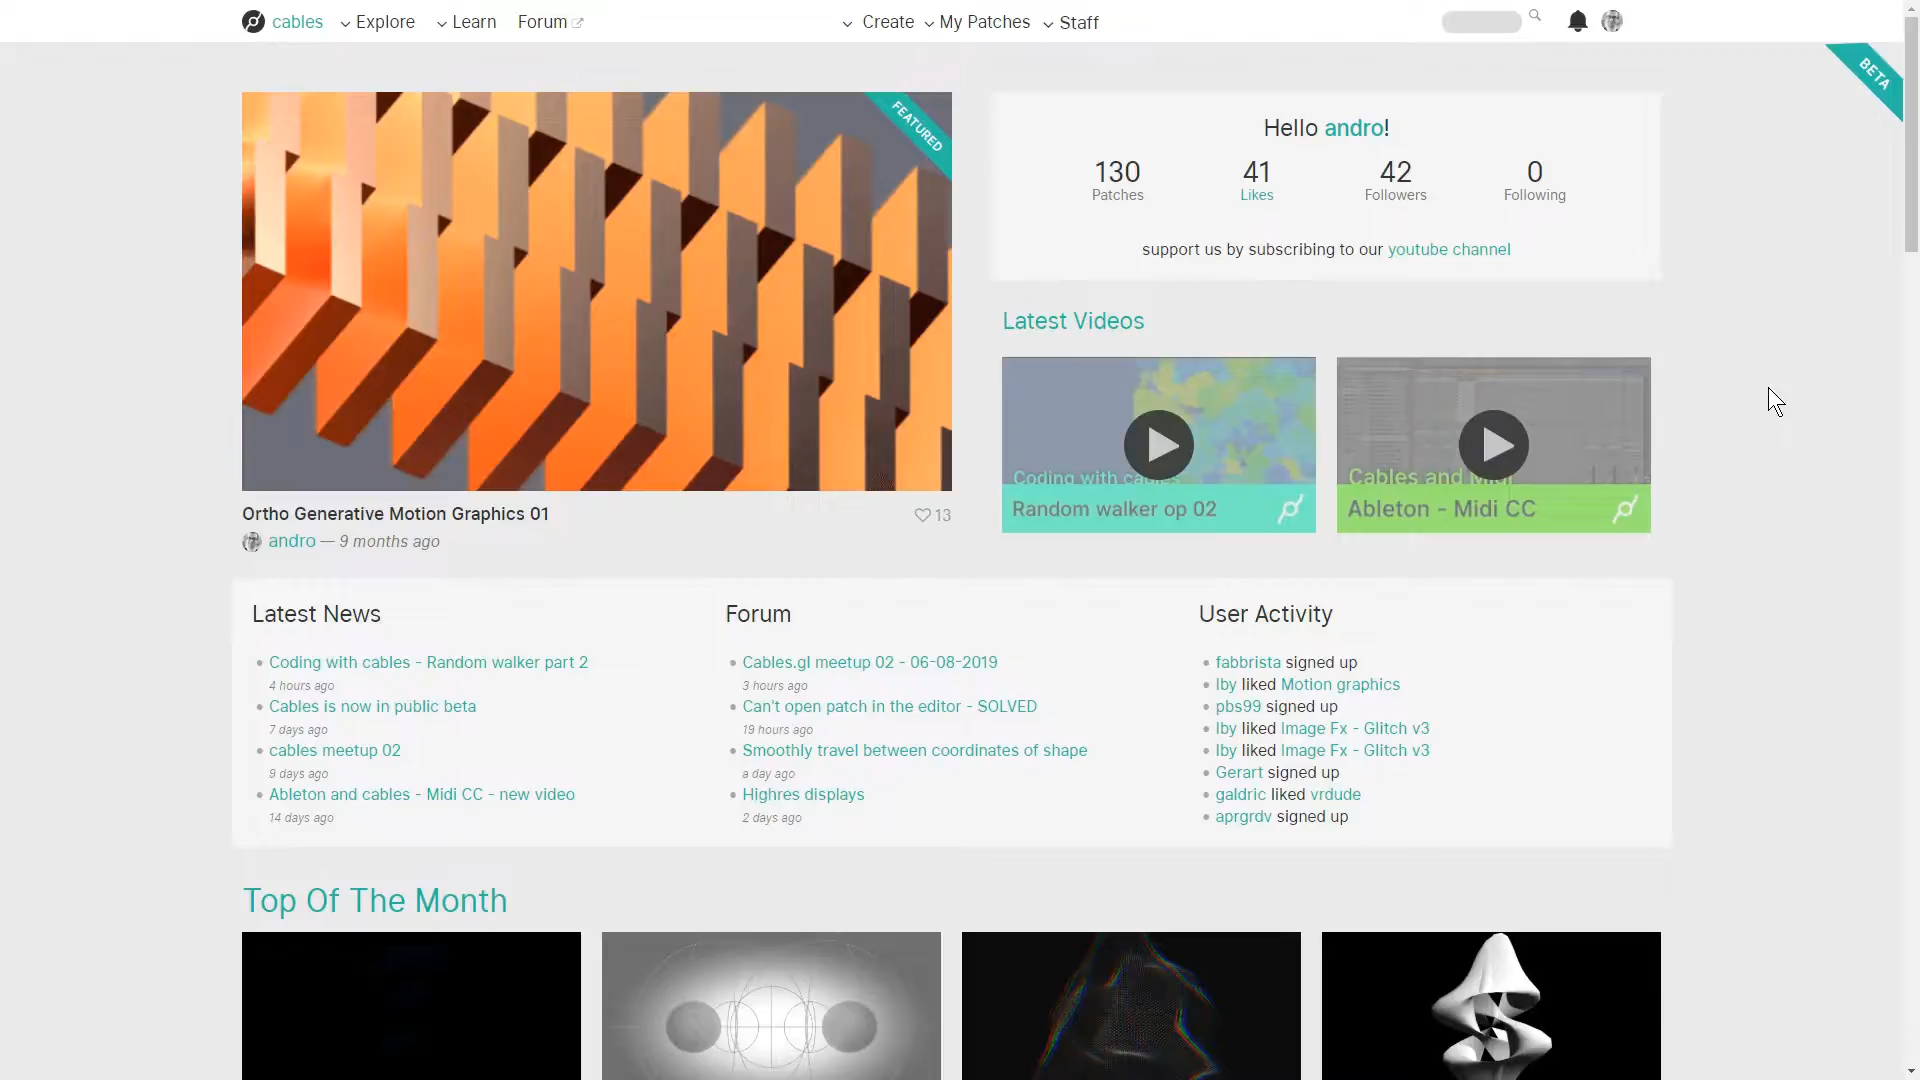 cables
Explore
Learn
Forum
Create
My Patches
Staff
BETA
FEATURED
Ortho Generative Motion Graphics 01
13
andro — 9 months ago
Hello andro!
130
Patches
41
Likes
42
Followers
0
Following
support us by subscribing to our youtube channel
Latest Videos
Coding with cables
Random walker op 02
Cables and Midi
Ableton - Midi CC
Latest News
Coding with cables - Random walker part 2
4 hours ago
Cables is now in public beta
7 days ago
cables meetup 02
9 days ago
Ableton and cables - Midi CC - new video
14 days ago
Forum
Cables.gl meetup 02 - 06-08-2019
3 hours ago
Can't open patch in the editor - SOLVED
19 hours ago
Smoothly travel between coordinates of shape
a day ago
Highres displays
2 days ago
User Activity
fabbrista signed up
lby liked Motion graphics
pbs99 signed up
lby liked Image Fx - Glitch v3
lby liked Image Fx - Glitch v3
Gerart signed up
galdric liked vrdude
aprgrdv signed up
Top Of The Month